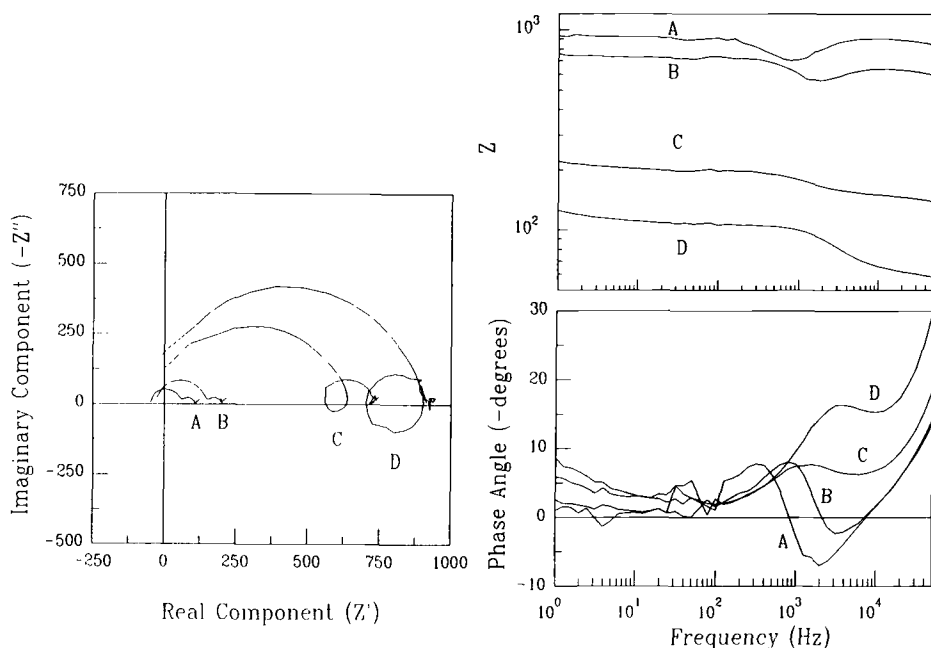 750
500
250
0
-250
-500
-250 0 250 500 750 1000
Imaginary Component (-Z'')
Real Component (Z')
A B C D
10³
10²
Z
A
B
C
D
30
20
10
0
-10
Phase Angle (-degrees)
D
C
B
A
10⁰ 10¹ 10² 10³ 10⁴
Frequency (Hz)